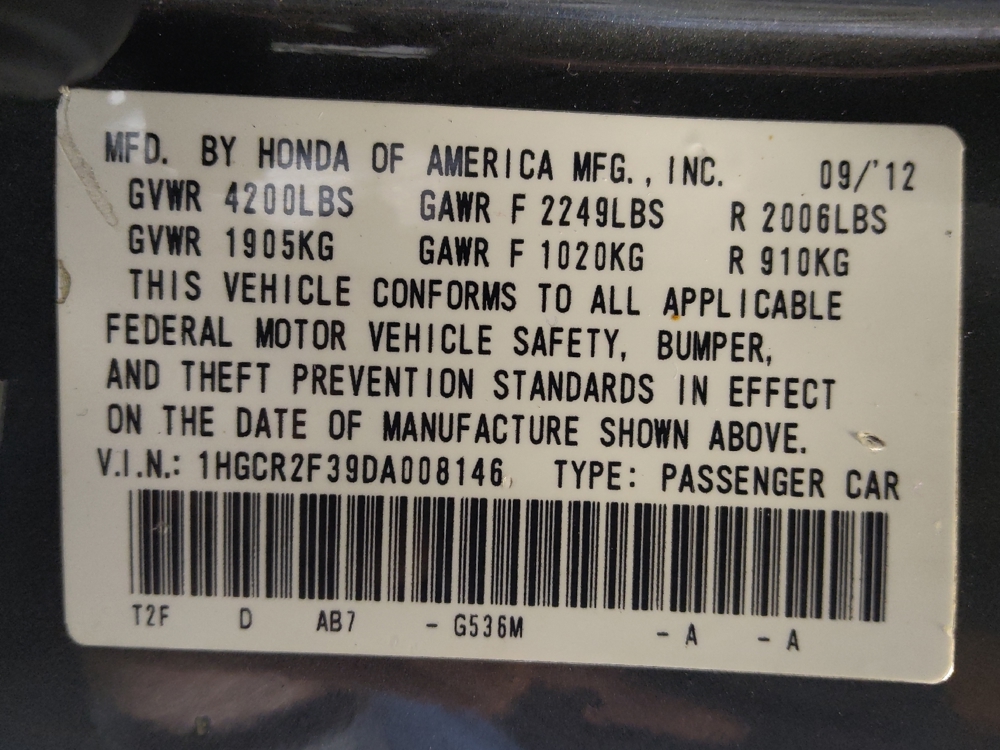 MFD. BY HONDA OF AMERICA MFG., INC. 09/'12
GVWR 4200LBS GAWR F 2249LBS R 2006LBS
GVWR 1905KG GAWR F 1020KG R 910KG
THIS VEHICLE CONFORMS TO ALL APPLICABLE
FEDERAL MOTOR VEHICLE SAFETY, BUMPER,
AND THEFT PREVENTION STANDARDS IN EFFECT
ON THE DATE OF MANUFACTURE SHOWN ABOVE.
V.I.N.: 1HGCR2F39DA008146 TYPE: PASSENGER CAR
T2F D AB7 - G536M - A - A